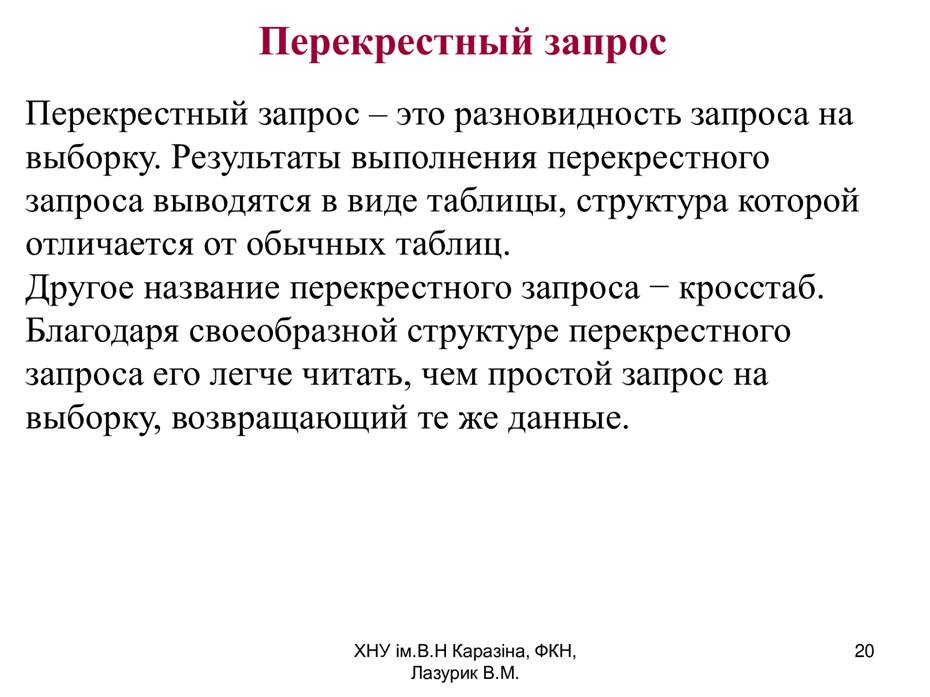 Перекрестный запрос
Перекрестный запрос – это разновидность запроса на
выборку. Результаты выполнения перекрестного
запроса выводятся в виде таблицы, структура которой
отличается от обычных таблиц.
Другое название перекрестного запроса − кросстаб.
Благодаря своеобразной структуре перекрестного
запроса его легче читать, чем простой запрос на
выборку, возвращающий те же данные.
ХНУ ім.В.Н Каразіна, ФКН,
Лазурик В.М.
20